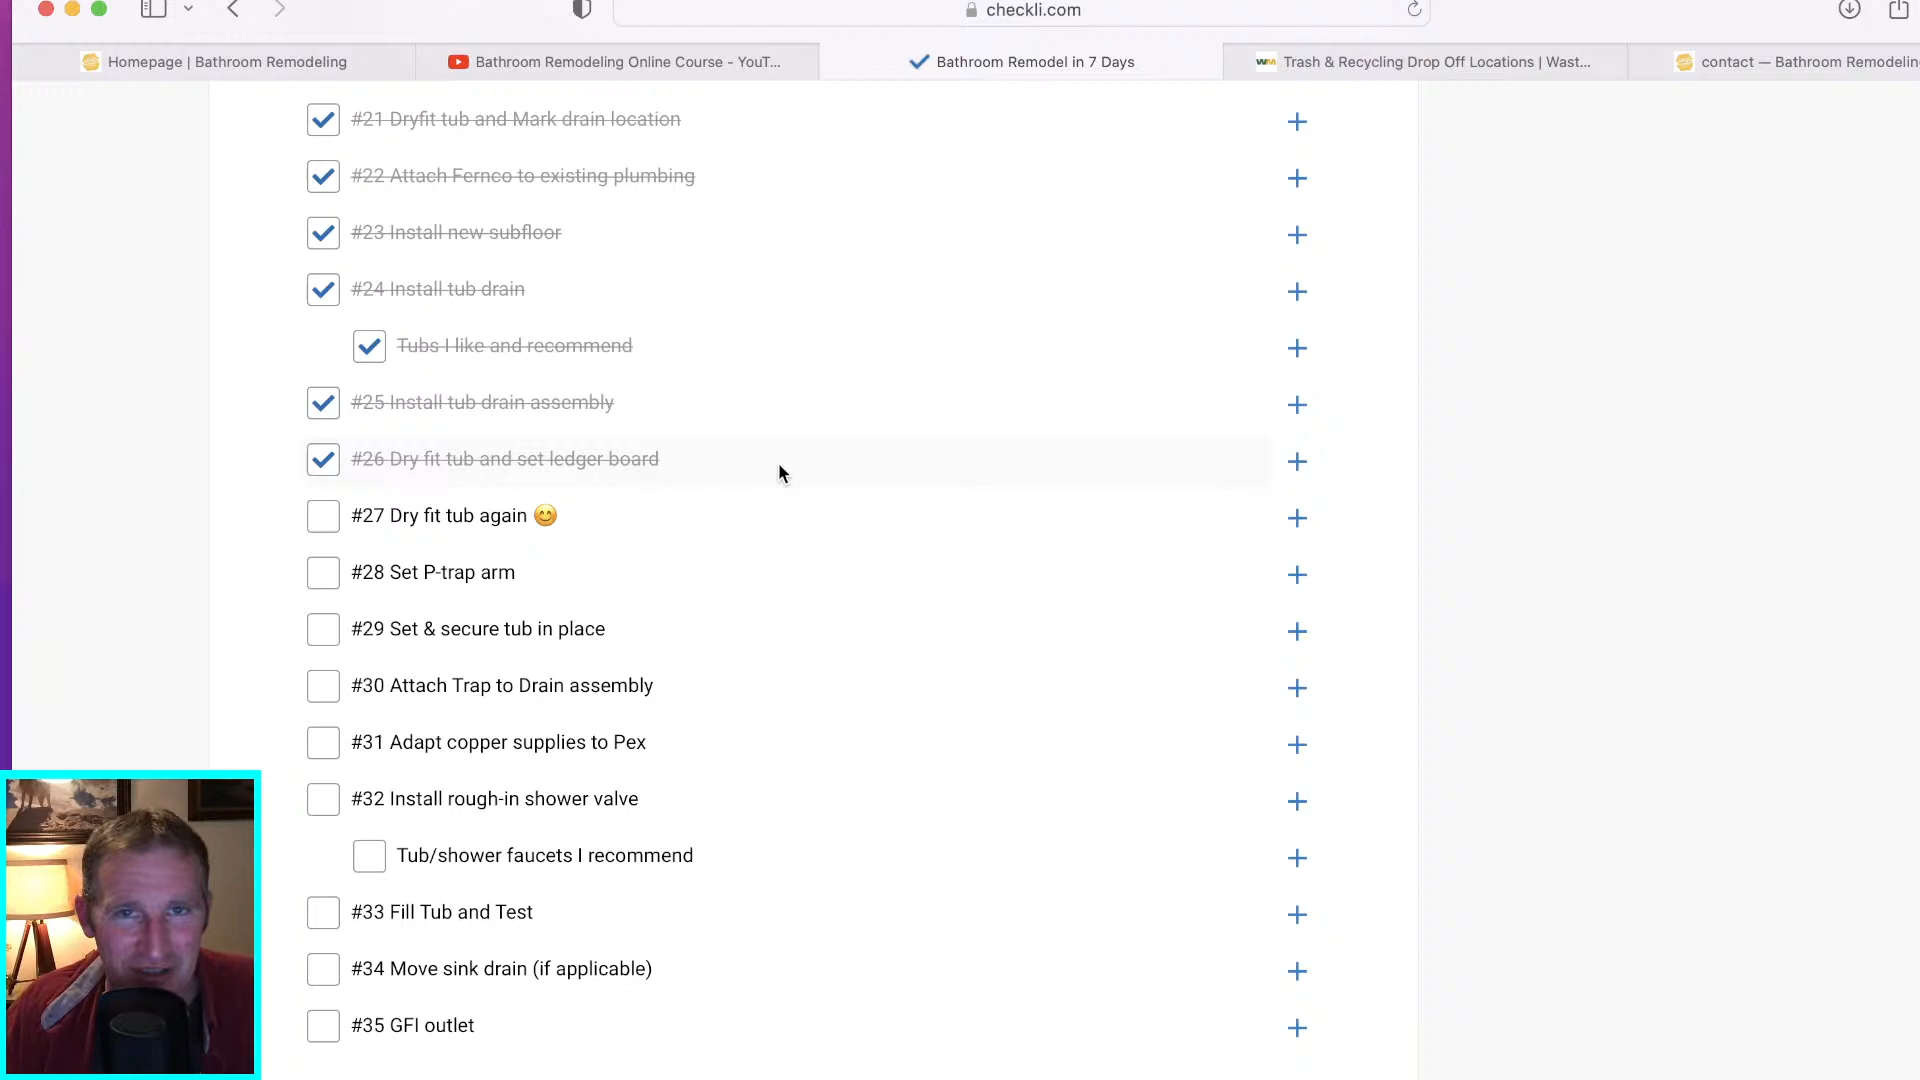 checkli.com
Homepage | Bathroom Remodeling
Bathroom Remodeling Online Course - YouT...
Bathroom Remodel in 7 Days
WM
Trash & Recycling Drop Off Locations | Wast...
contact — Bathroom Remodelin
#21 Dryfit tub and Mark drain location
#22 Attach Fernco to existing plumbing
#23 Install new subfloor
#24 Install tub drain
Tubs I like and recommend
#25 Install tub drain assembly
#26 Dry fit tub and set ledger board
#27 Dry fit tub again 😊
#28 Set P-trap arm
#29 Set & secure tub in place
#30 Attach Trap to Drain assembly
#31 Adapt copper supplies to Pex
#32 Install rough-in shower valve
Tub/shower faucets I recommend
#33 Fill Tub and Test
#34 Move sink drain (if applicable)
#35 GFI outlet